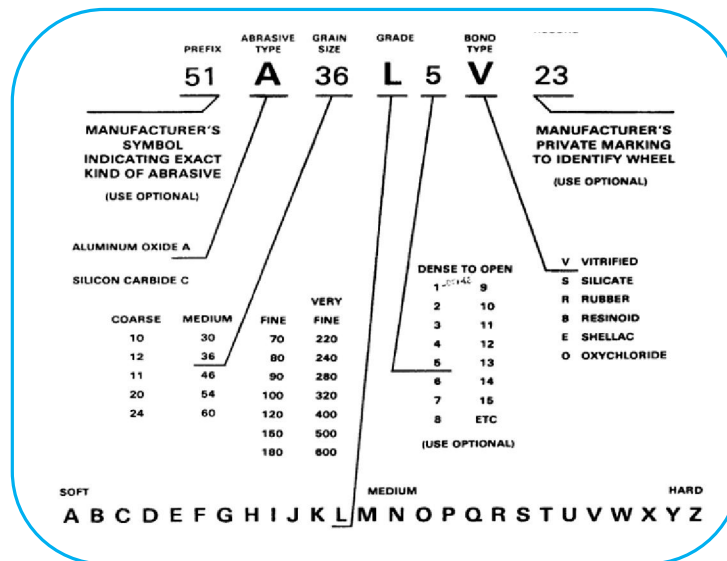 PREFIX ABRASIVE TYPE GRAIN SIZE GRADE BOND TYPE
51 A 36 L 5 V 23
MANUFACTURER'S
SYMBOL
INDICATING EXACT
KIND OF ABRASIVE
(USE OPTIONAL)
MANUFACTURER'S
PRIVATE MARKING
TO IDENTIFY WHEEL
(USE OPTIONAL)
ALUMINUM OXIDE A
SILICON CARBIDE C
COARSE MEDIUM FINE VERY FINE
10 30 70 220
12 36 80 240
11 46 90 280
20 54 100 320
24 60 120 400
150 500
180 600
DENSE TO OPEN
1 9
2 10
3 11
4 12
5 13
6 14
7 15
8 ETC
(USE OPTIONAL)
V VITRIFIED
S SILICATE
R RUBBER
B RESINOID
E SHELLAC
O OXYCHLORIDE
SOFT MEDIUM HARD
A B C D E F G H I J K L M N O P Q R S T U V W X Y Z